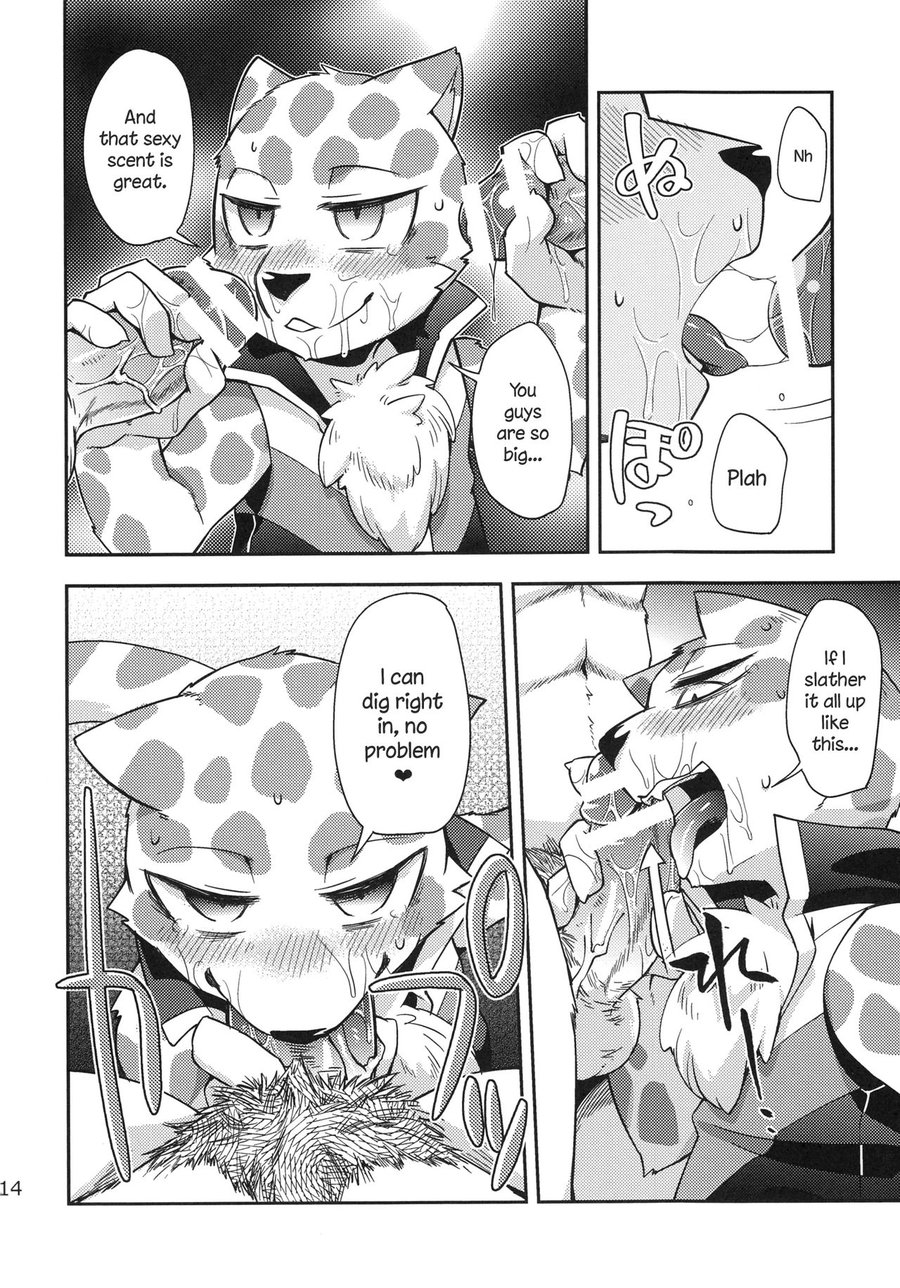 Nh
ぬ
Plah
ぽっ
And
that sexy
scent is
great.
You
guys
are so
big...
If I
slather
it all up
like
this...
れ
I can
dig right
in, no
problem
♥
14